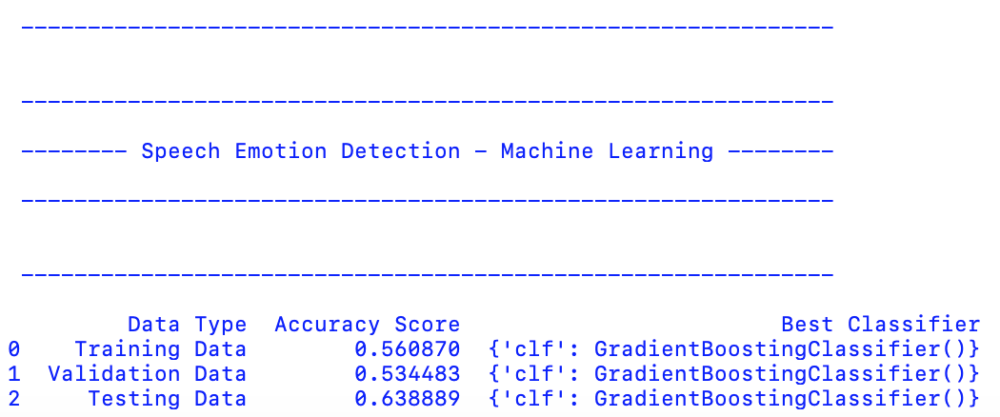 -------------------------------------------------------------
-------------------------------------------------------------
-------- Speech Emotion Detection - Machine Learning --------
-------------------------------------------------------------
-------------------------------------------------------------
Data Type Accuracy Score Best Classifier
0 Training Data 0.560870 {'clf': GradientBoostingClassifier()}
1 Validation Data 0.534483 {'clf': GradientBoostingClassifier()}
2 Testing Data 0.638889 {'clf': GradientBoostingClassifier()}